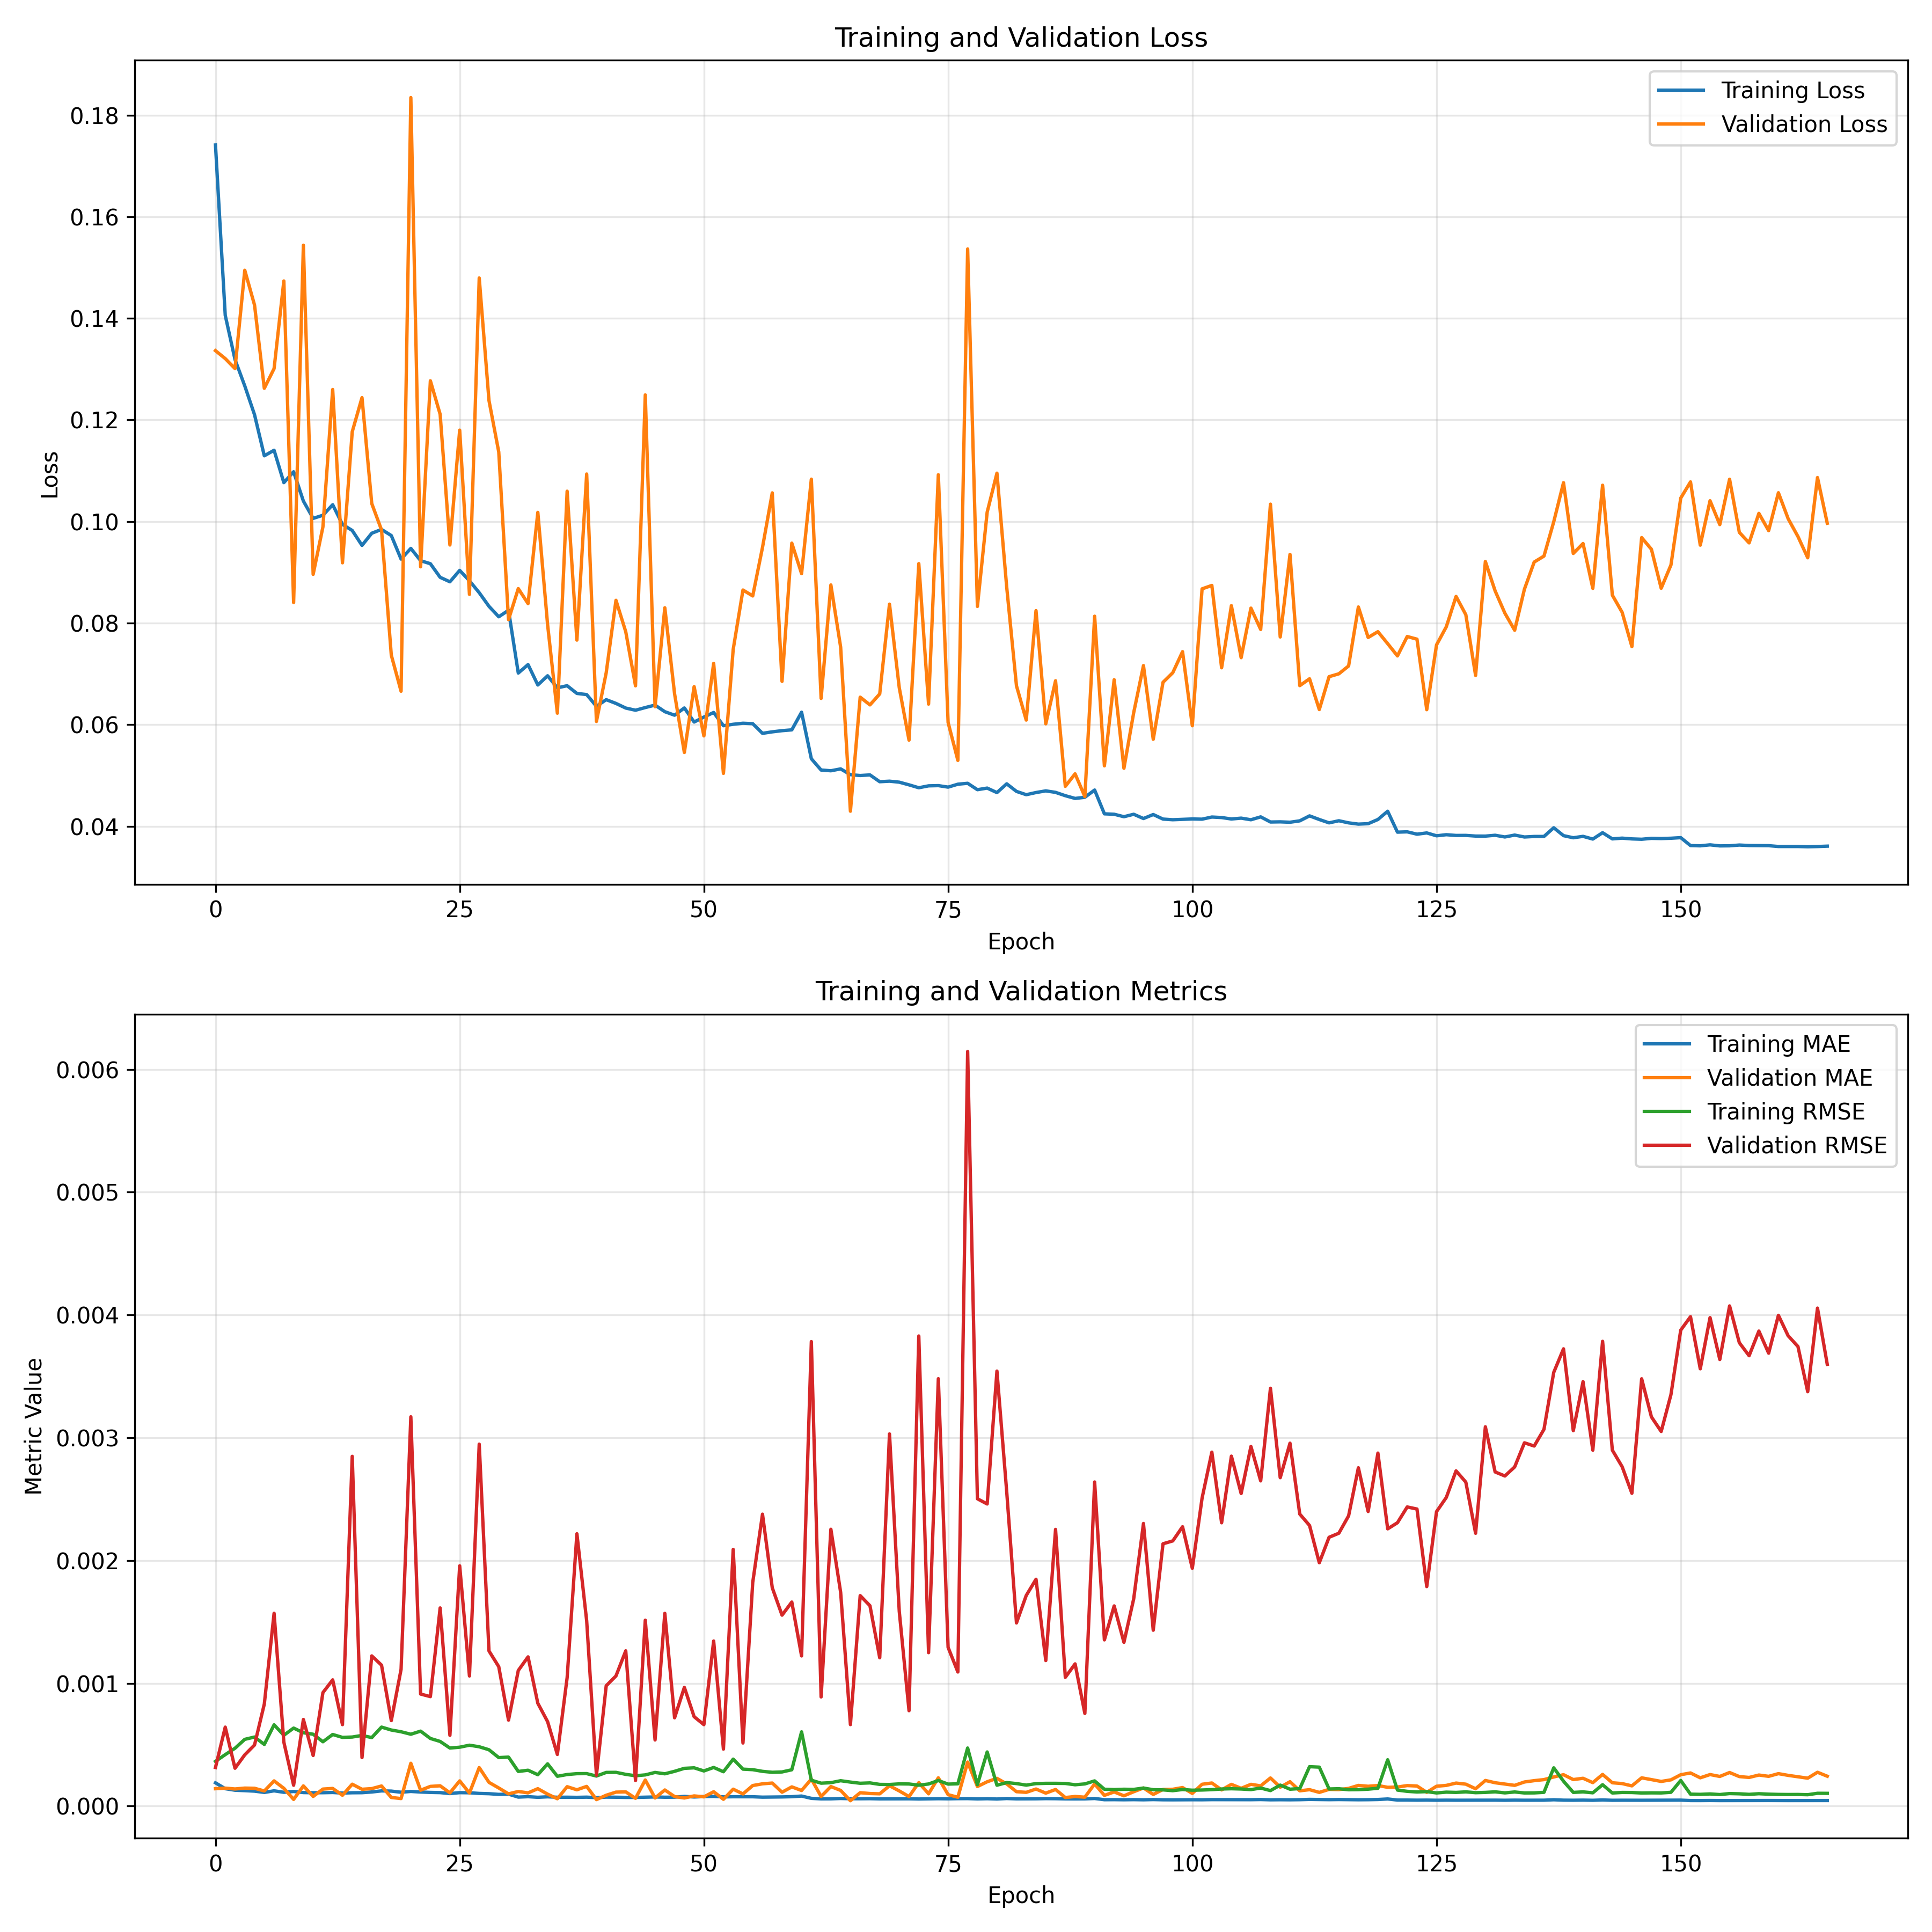 Training and Validation Loss
Training Loss
Validation Loss
0.18
0.16
0.14
0.12
0.10
0.08
0.06
0.04
Loss
0 25 50 75 100 125 150
Epoch
Training and Validation Metrics
Training MAE
Validation MAE
Training RMSE
Validation RMSE
0.006
0.005
0.004
0.003
0.002
0.001
0.000
Metric Value
0 25 50 75 100 125 150
Epoch